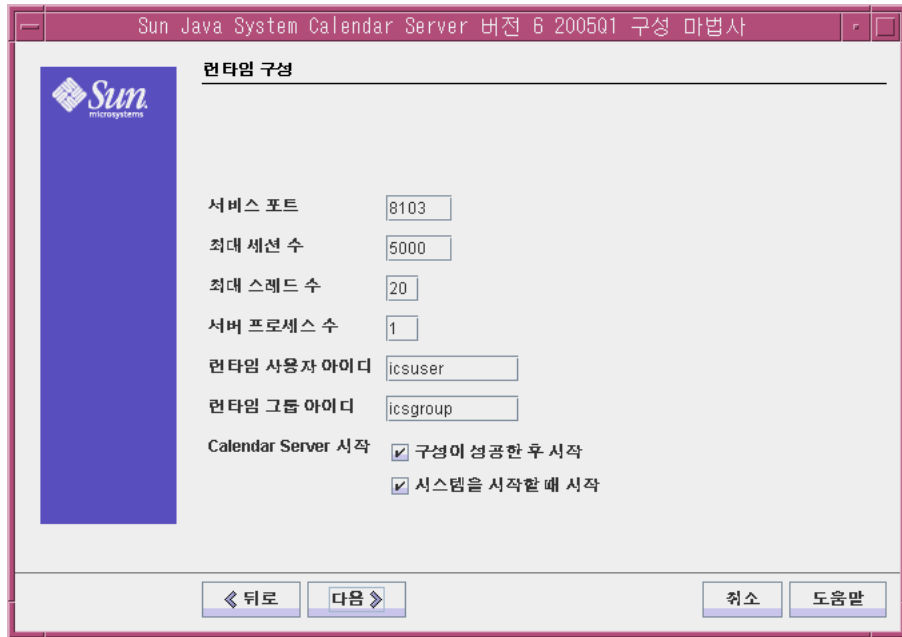 Sun Java System Calendar Server 버전 6 2005Q1 구성 마법사
Sun
microsystems
런타임 구성
서비스 포트 8103
최대 세션 수 5000
최대 스레드 수 20
서버 프로세스 수 1
런타임 사용자 아이디 icsuser
런타임 그룹 아이디 icsgroup
Calendar Server 시작 구성이 성공한 후 시작
시스템을 시작할 때 시작
뒤로 다음 취소 도움말